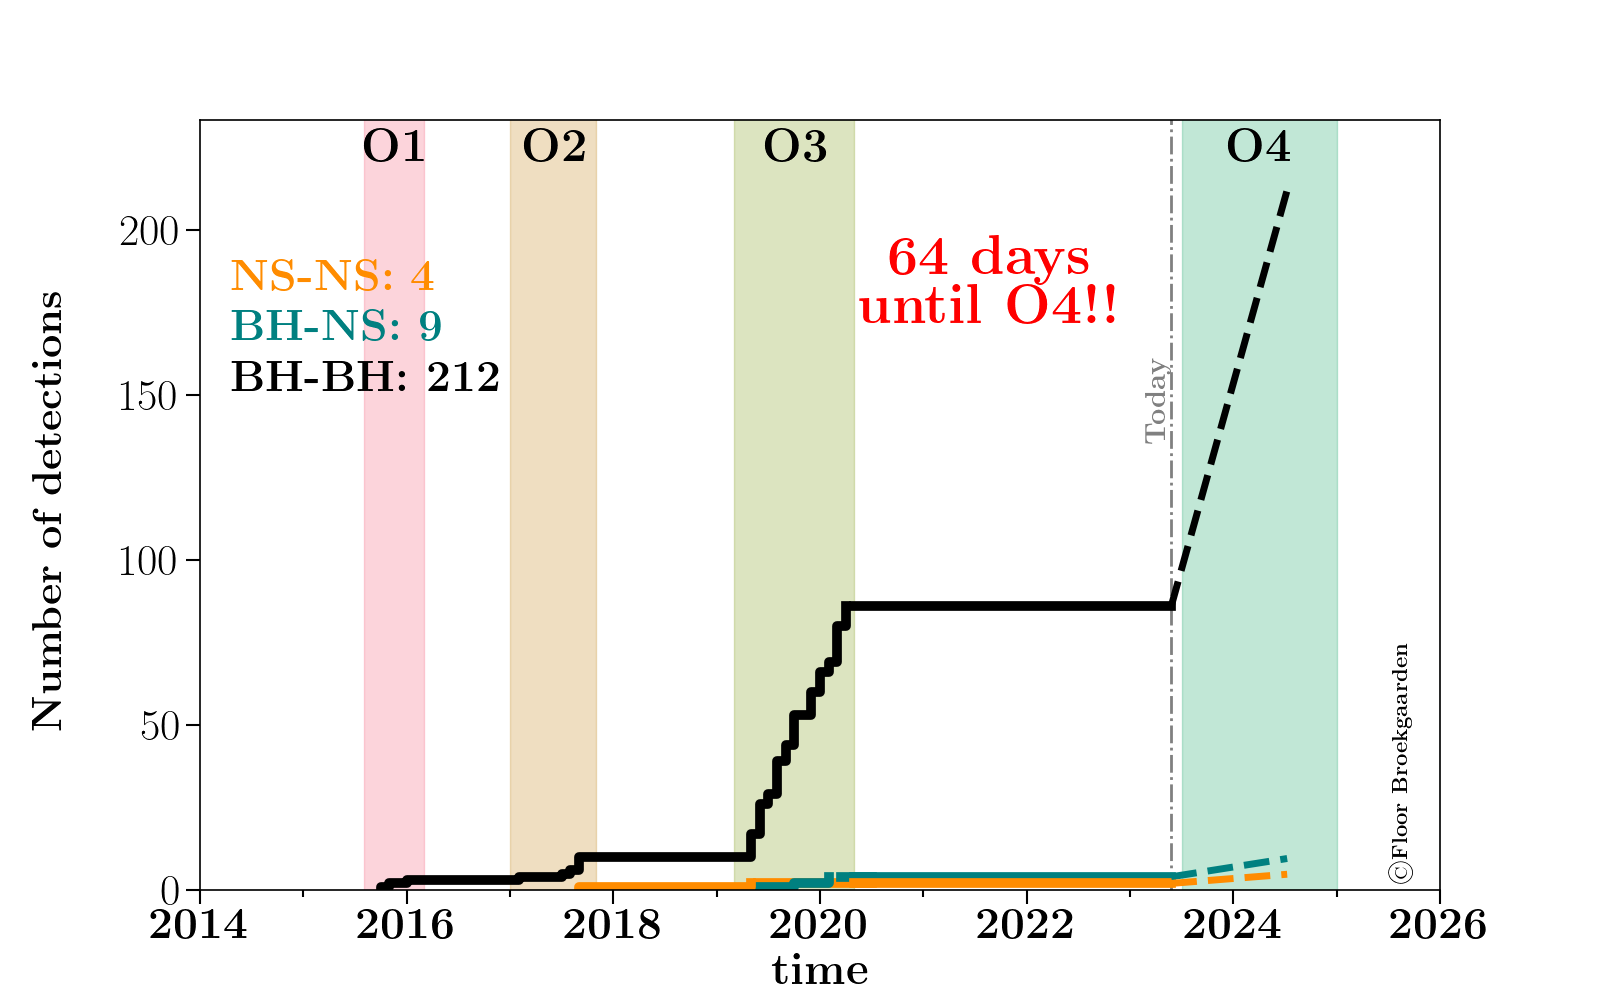 O1 O2 O3 O4
200
64 days
until O4!!
NS-NS: 4
BH-NS: 9
BH-BH: 212
150
Today
100
50
0
Number of detections
©Floor Broekgaarden
2014 2016 2018 2020 2022 2024 2026
time